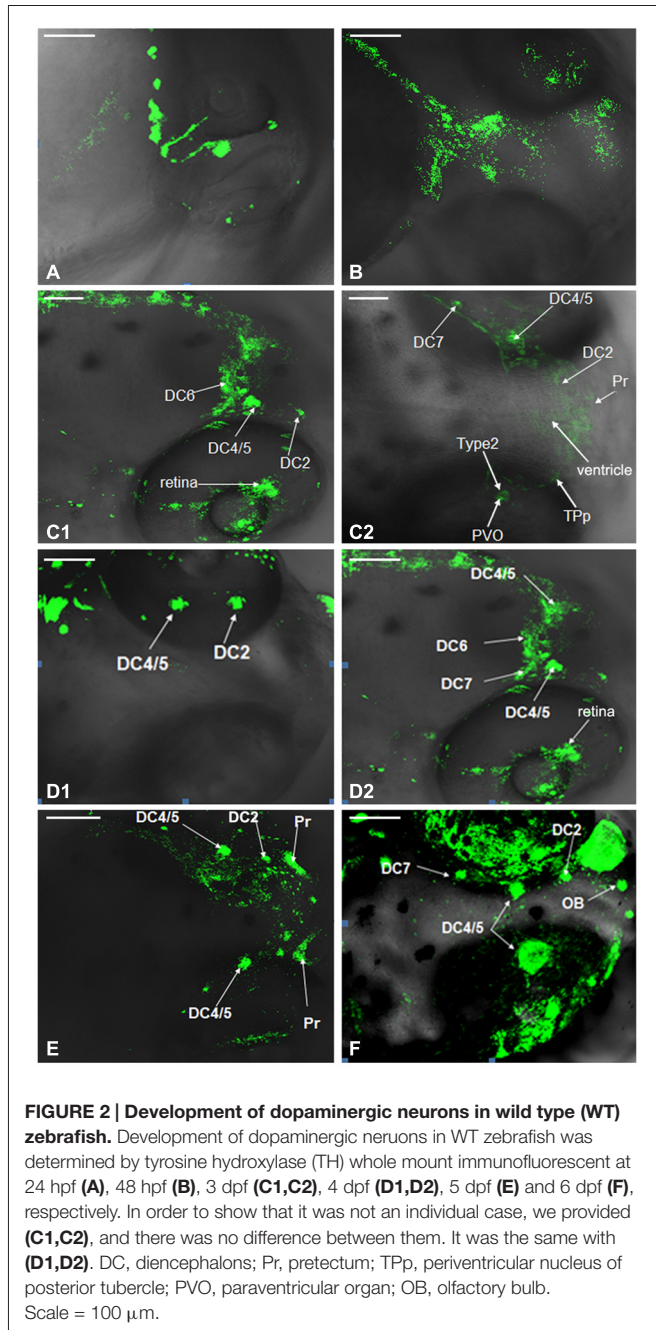 A
B
DC6
DC4/5
DC2
retina
C1
DC4/5
DC7
DC2
Pr
Type2
ventricle
PVO
TPp
C2
DC4/5
DC2
D1
DC4/5
DC6
DC7
DC4/5
retina
D2
DC4/5
DC2
Pr
DC4/5
Pr
E
DC7
DC2
OB
DC4/5
F
FIGURE 2 | Development of dopaminergic neurons in wild type (WT)
zebrafish. Development of dopaminergic neruons in WT zebrafish was
determined by tyrosine hydroxylase (TH) whole mount immunofluorescent at
24 hpf (A), 48 hpf (B), 3 dpf (C1,C2), 4 dpf (D1,D2), 5 dpf (E) and 6 dpf (F),
respectively. In order to show that it was not an individual case, we provided
(C1,C2), and there was no difference between them. It was the same with
(D1,D2). DC, diencephalons; Pr, pretectum; TPp, periventricular nucleus of
posterior tubercle; PVO, paraventricular organ; OB, olfactory bulb.
Scale = 100 μm.